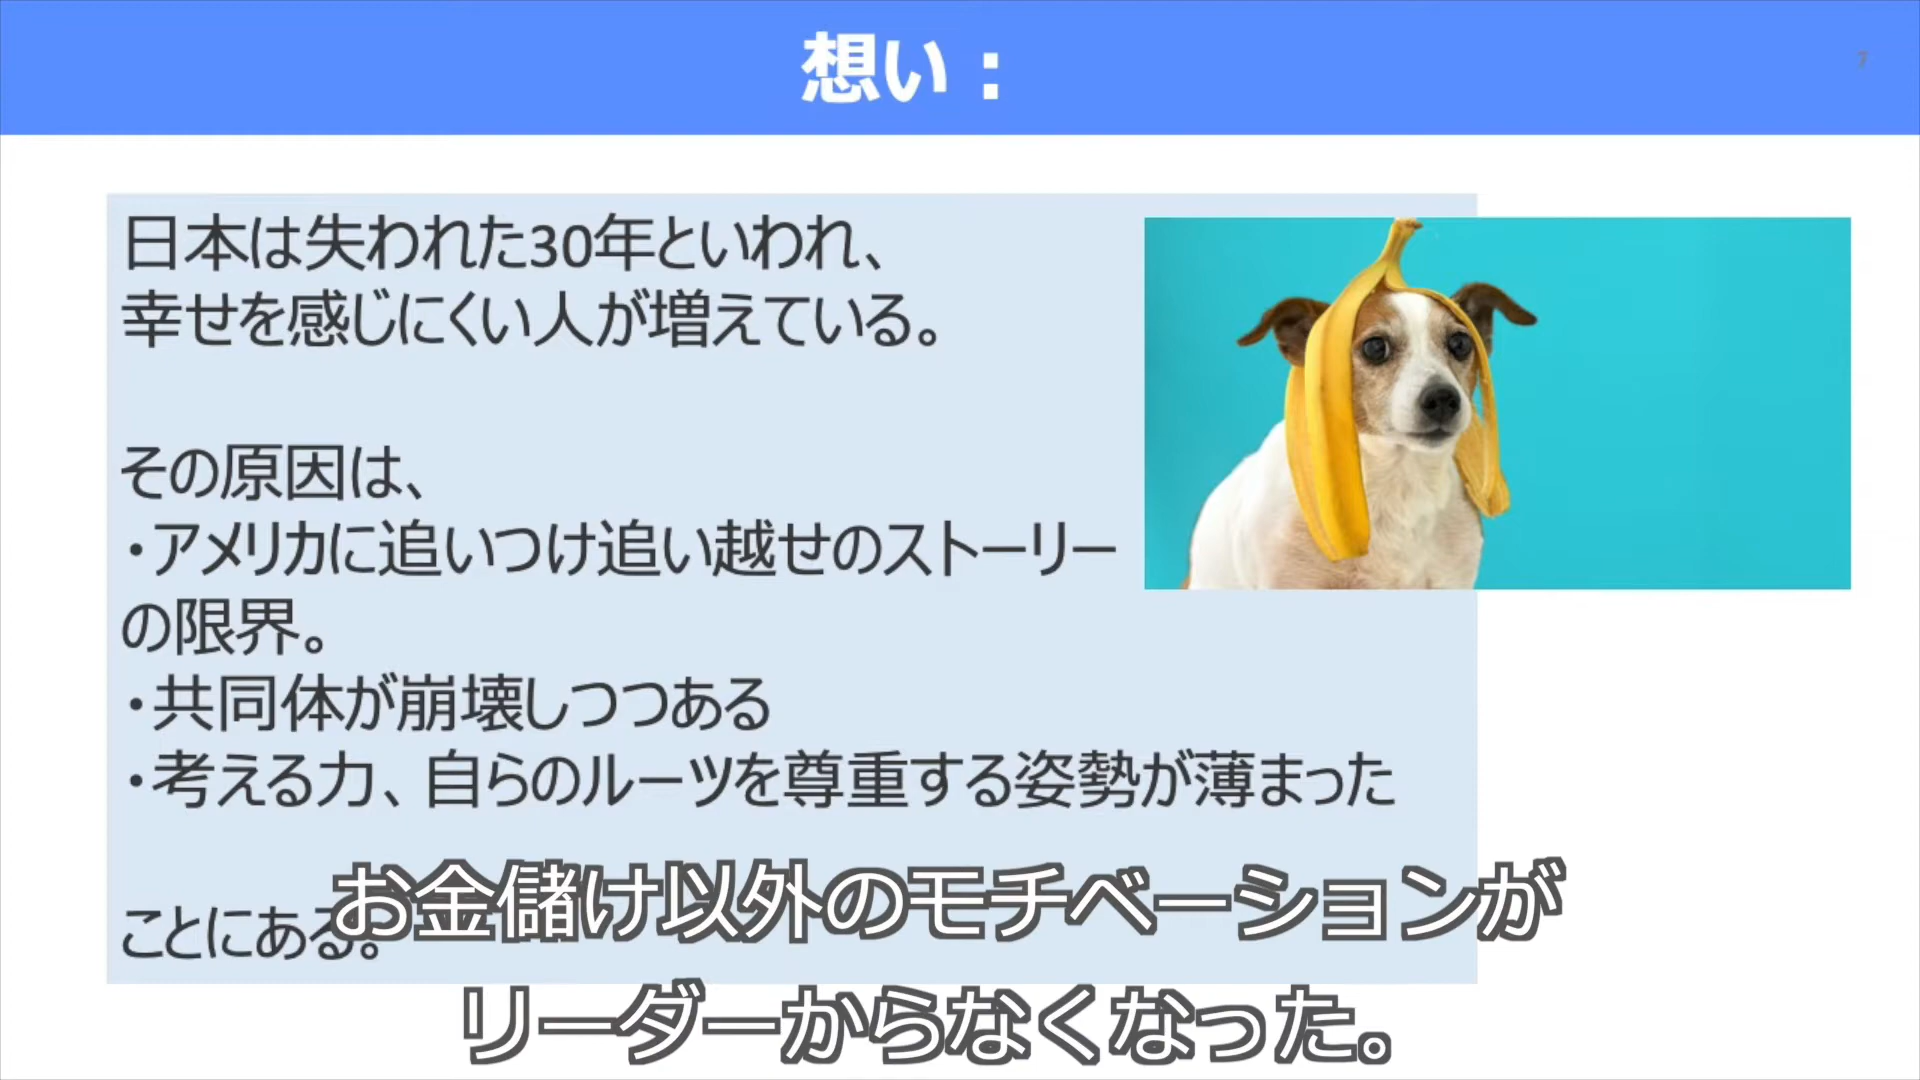 想い：
7
日本は失われた30年といわれ、
幸せを感じにくい人が増えている。
その原因は、
・アメリカに追いつけ追い越せのストーリー
の限界。
・共同体が崩壊しつつある
・考える力、自らのルーツを尊重する姿勢が薄まった
ことにある。
お金儲け以外のモチベーションが
リーダーからなくなった。